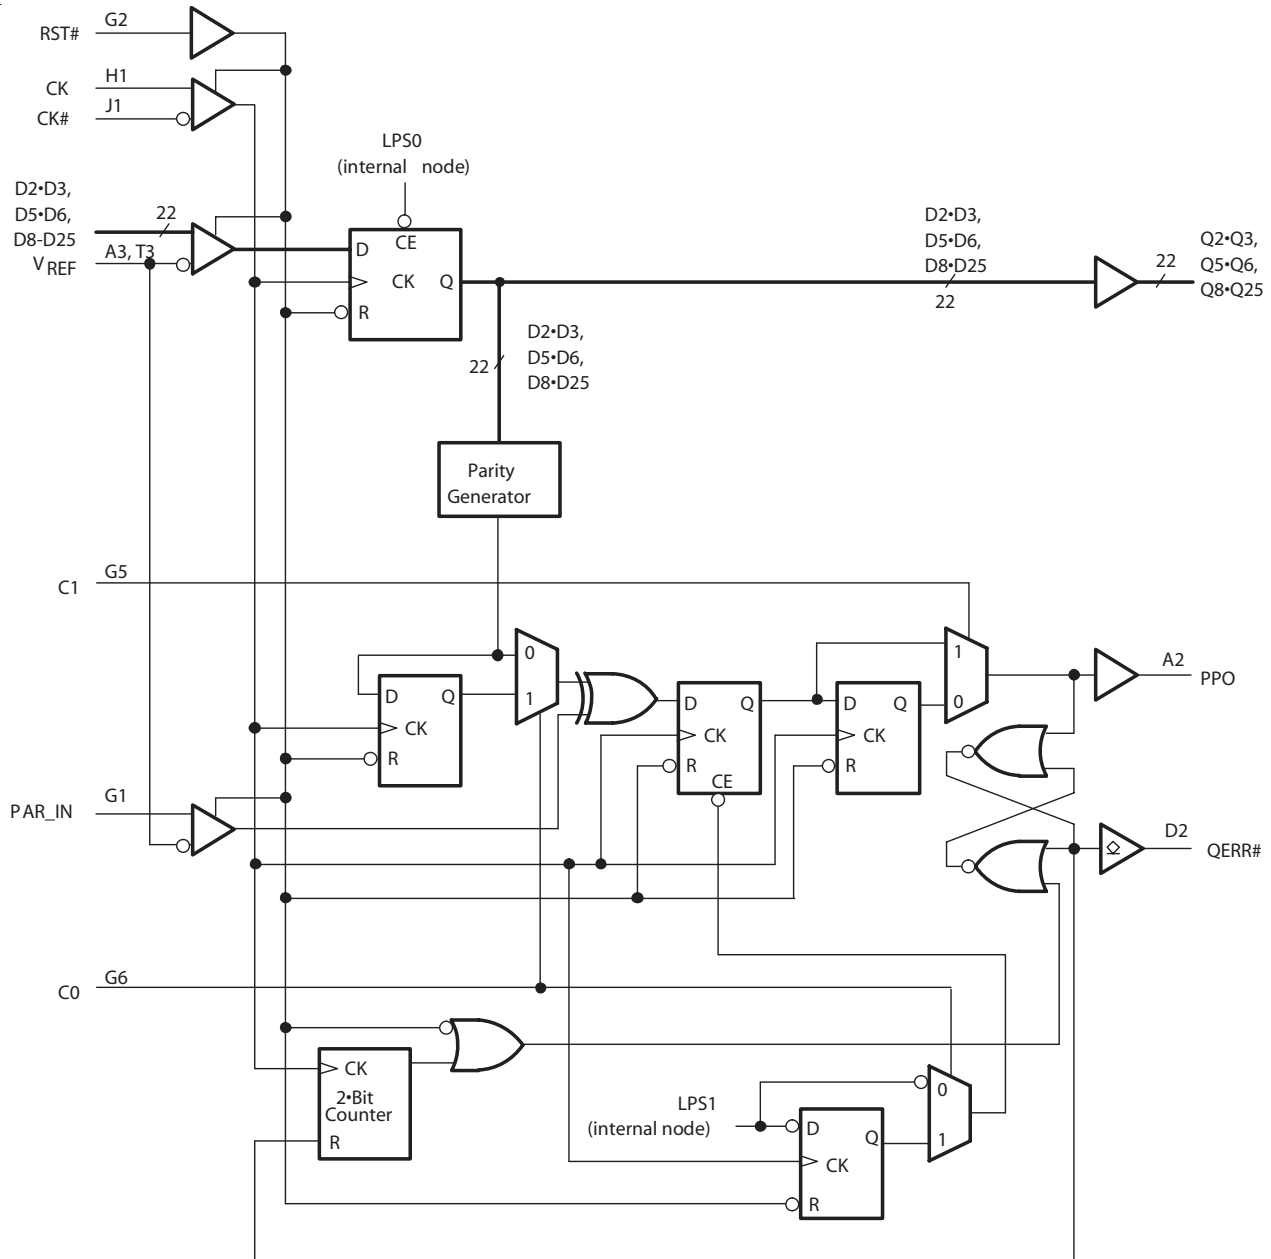 RST#
G2
CK
H1
CK#
J1
LPS0
(internal node)
D2•D3,
D5•D6,
D8-D25
22
VREF
A3, T3
D
CE
CK
Q
R
D2•D3,
D5•D6,
D8•D25
22
22
Q2•Q3,
Q5•Q6,
Q8•Q25
22
D2•D3,
D5•D6,
D8•D25
Parity
Generator
C1
G5
0
1
D
Q
CK
R
D
Q
CK
R
CE
D
Q
CK
R
1
0
A2
PPO
PAR_IN
G1
D2
QERR#
C0
G6
CK
2•Bit
Counter
R
LPS1
(internal node)
D
Q
CK
R
0
1